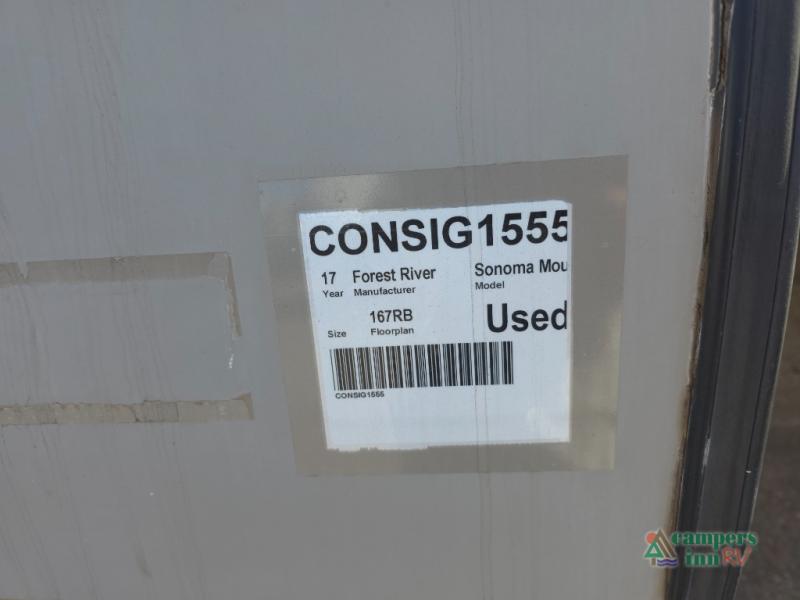 CONSIG1555
17 Forest River Sonoma Mou
Year Manufacturer Model
167RB Used
Size Floorplan
CONSIG1555
campers
inn RV